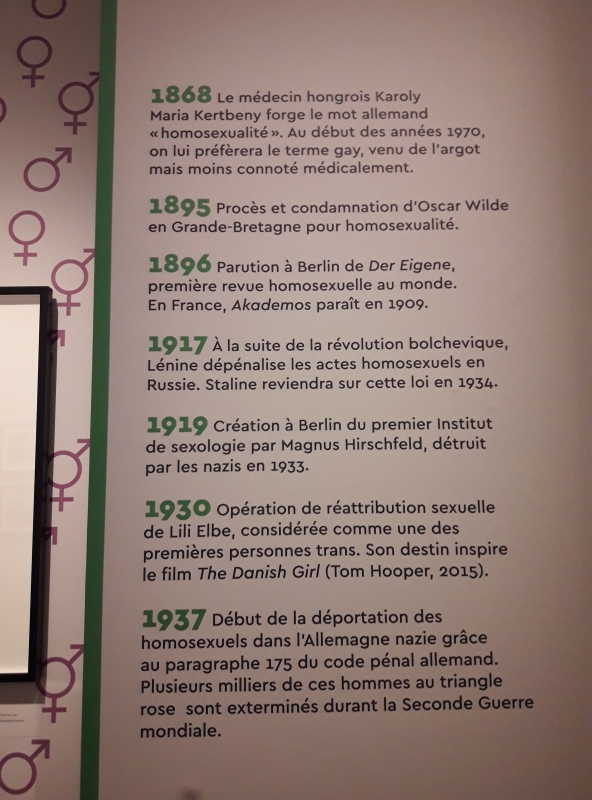 1868 Le médecin hongrois Karoly
Maria Kertbeny forge le mot allemand
« homosexualité ». Au début des années 1970,
on lui préfèrera le terme gay, venu de l'argot
mais moins connoté médicalement.
1895 Procès et condamnation d'Oscar Wilde
en Grande-Bretagne pour homosexualité.
1896 Parution à Berlin de Der Eigene,
première revue homosexuelle au monde.
En France, Akademos paraît en 1909.
1917 À la suite de la révolution bolchevique,
Lénine dépénalise les actes homosexuels en
Russie. Staline reviendra sur cette loi en 1934.
1919 Création à Berlin du premier Institut
de sexologie par Magnus Hirschfeld, détruit
par les nazis en 1933.
1930 Opération de réattribution sexuelle
de Lili Elbe, considérée comme une des
premières personnes trans. Son destin inspire
le film The Danish Girl (Tom Hooper, 2015).
1937 Début de la déportation des
homosexuels dans l'Allemagne nazie grâce
au paragraphe 175 du code pénal allemand.
Plusieurs milliers de ces hommes au triangle
rose sont exterminés durant la Seconde Guerre
mondiale.